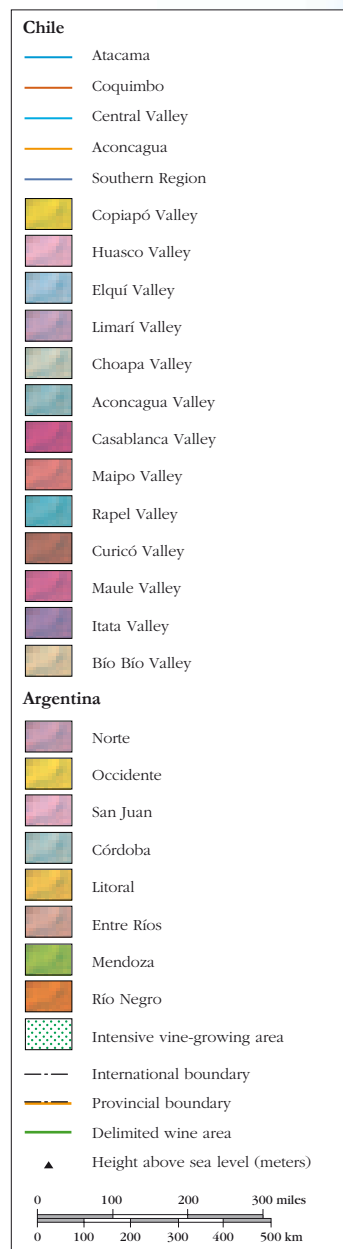 Chile
Atacama
Coquimbo
Central Valley
Aconcagua
Southern Region
Copiapó Valley
Huasco Valley
Elquí Valley
Limarí Valley
Choapa Valley
Aconcagua Valley
Casablanca Valley
Maipo Valley
Rapel Valley
Curicó Valley
Maule Valley
Itata Valley
Bío Bío Valley
Argentina
Norte
Occidente
San Juan
Córdoba
Litoral
Entre Ríos
Mendoza
Río Negro
Intensive vine-growing area
International boundary
Provincial boundary
Delimited wine area
Height above sea level (meters)
0 100 200 300 miles
0 100 200 300 400 500 km